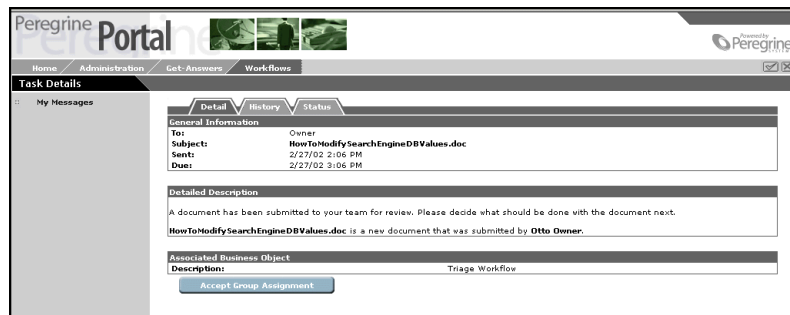 Peregrine Portal
Powered by
Peregrine
Home / Administration / Get-Answers / Workflows
Task Details
My Messages
Detail History Status
General Information
To: Owner
Subject: HowToModifySearchEngineDBValues.doc
Sent: 2/27/02 2:06 PM
Due: 2/27/02 3:06 PM
Detailed Description
A document has been submitted to your team for review. Please decide what should be done with the document next.
HowToModifySearchEngineDBValues.doc is a new document that was submitted by Otto Owner.
Associated Business Object
Description: Triage Workflow
Accept Group Assignment